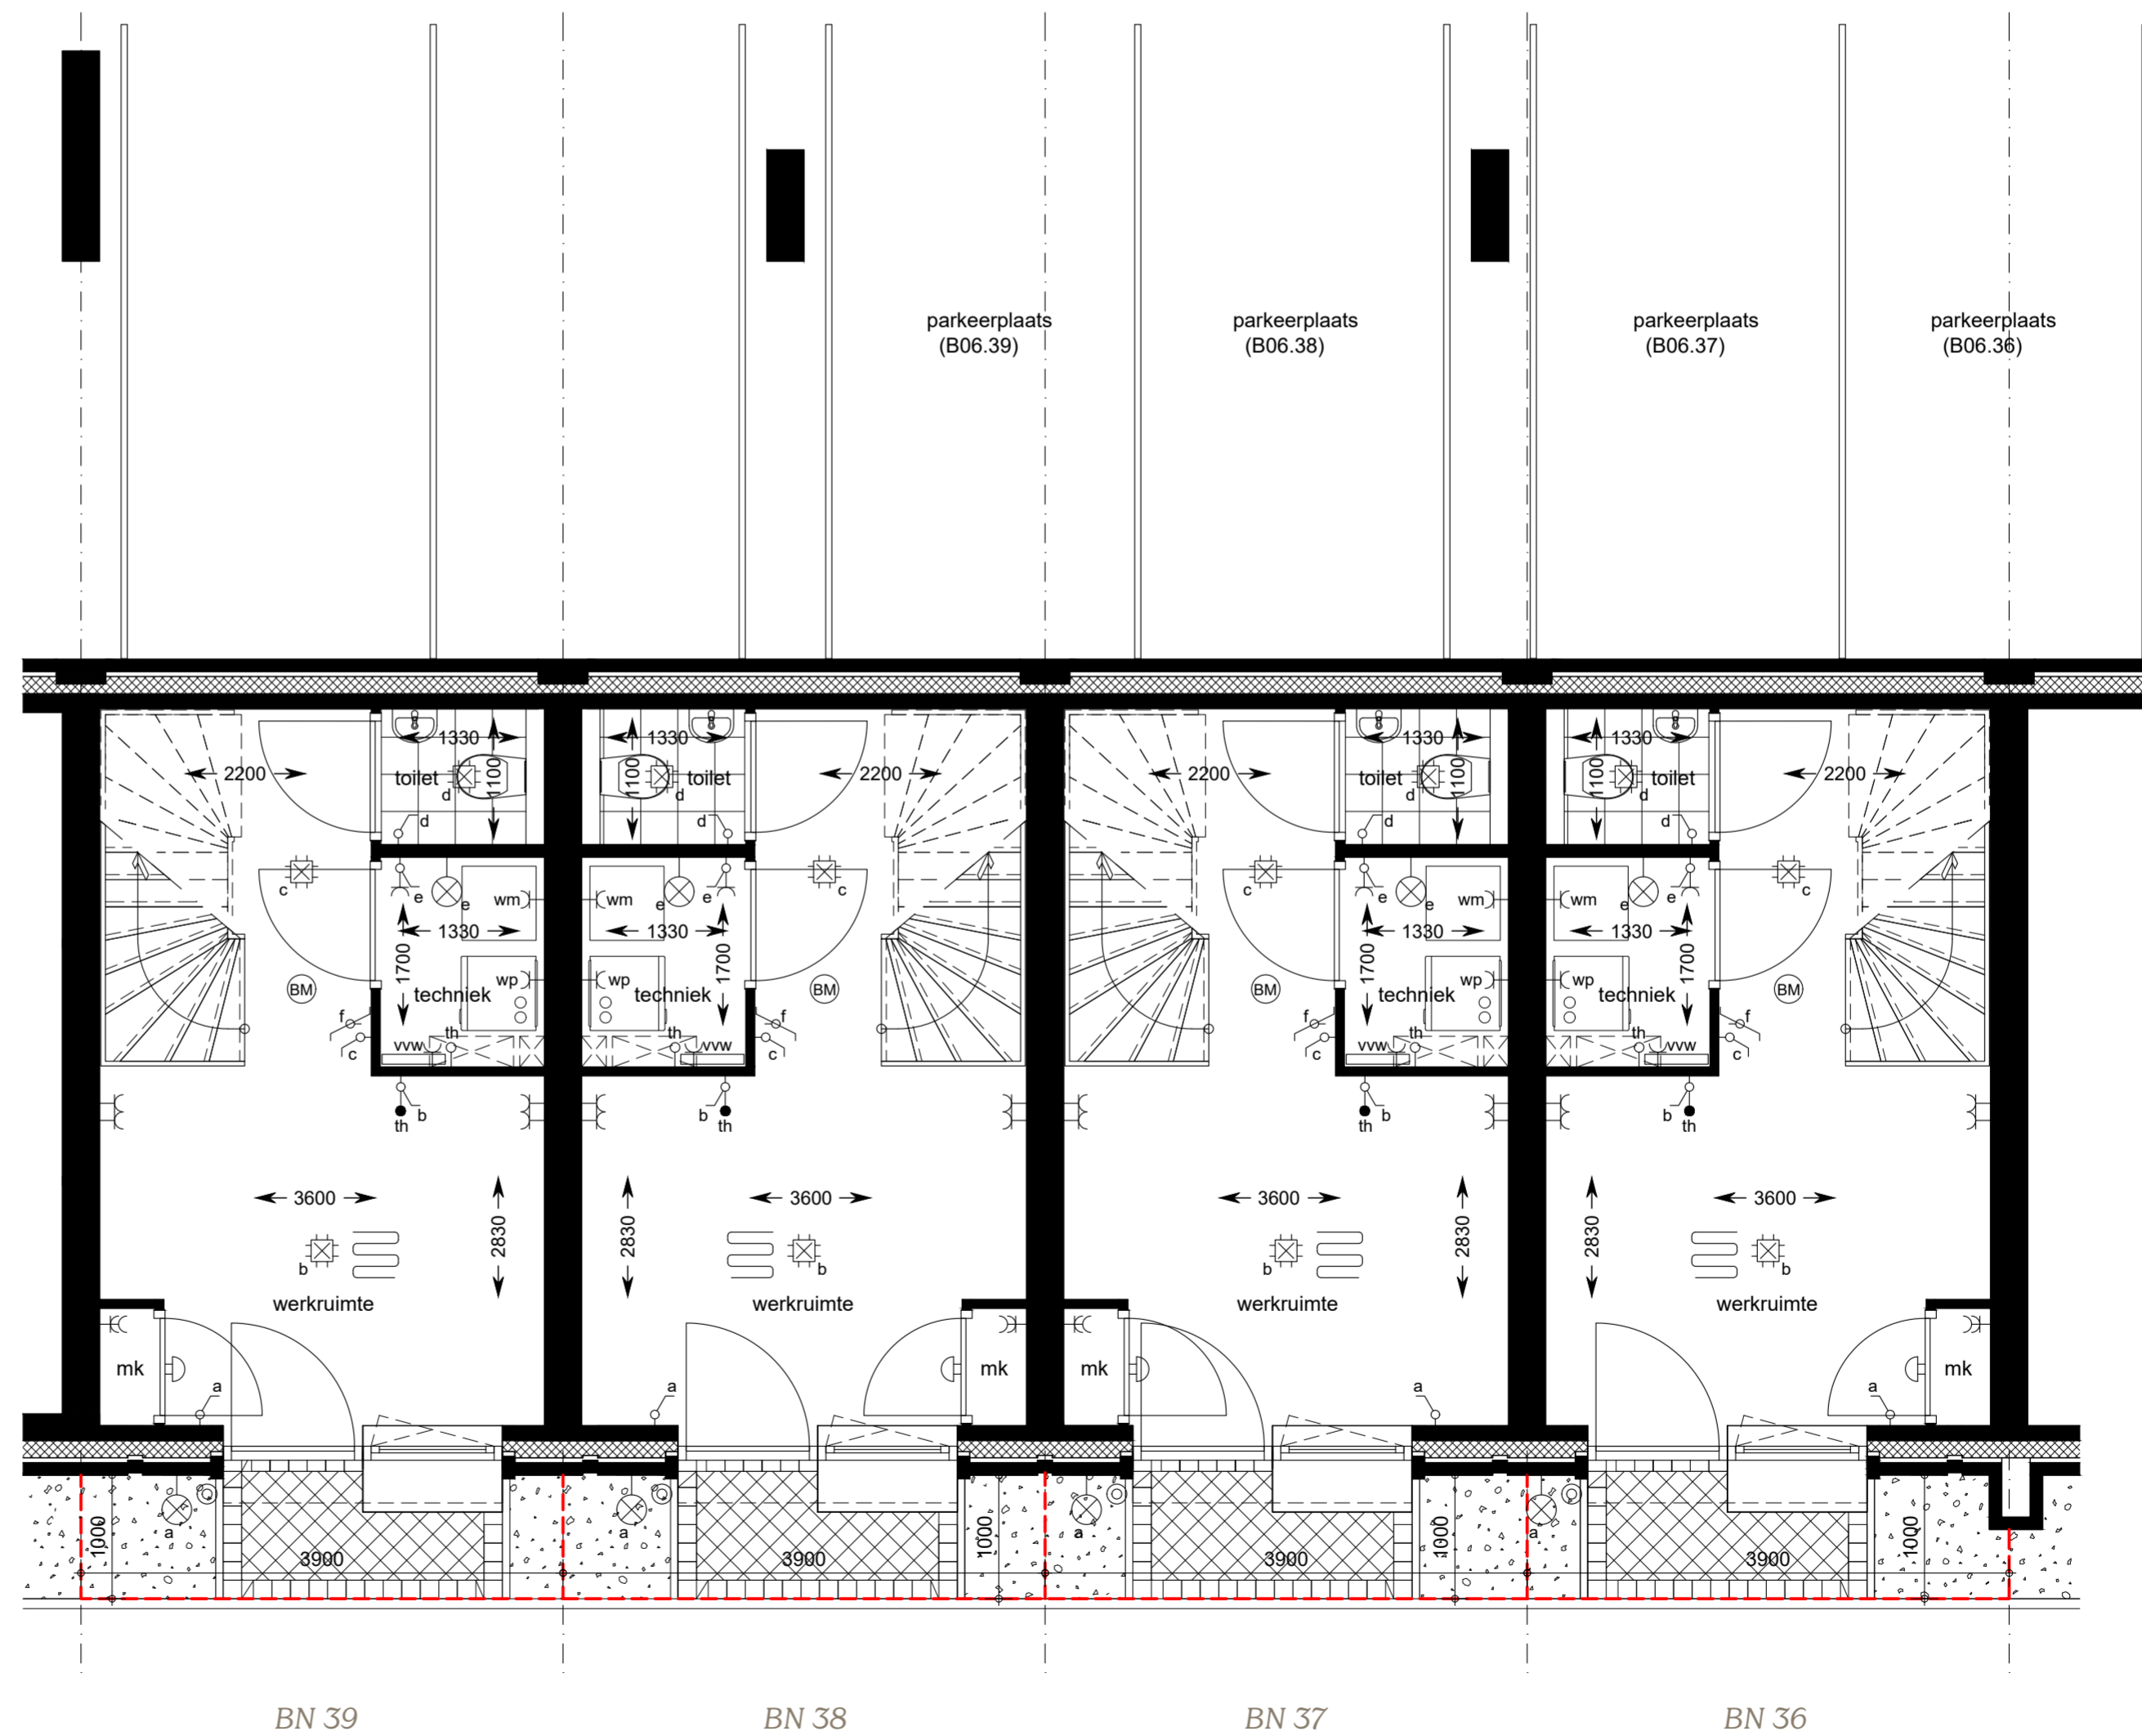 parkeerplaats parkeerplaats parkeerplaats parkeerplaats
(B06.39) (B06.38) (B06.37) (B06.36)
1330 1330 1330 1330
2200 toilet 1100 1100 toilet 2200 2200 toilet 1100 1100 toilet 2200
d d d d
d d d d
c e e wm wm e e c c e e wm wm e e c
1330 1330 1330 1330
1700 1700 1700 1700
BM techniek wp wp techniek BM BM techniek wp wp techniek BM
f f f f
c vvw th th vvw c c vvw th th vvw c
b b b b
th th th th
3600 3600 3600 3600
2830 2830 2830 2830
b b b b
werkruimte werkruimte werkruimte werkruimte
mk mk mk mk
a a a a
a a a a
1000 1000 1000 1000
3900 3900 3900 3900
BN 39 BN 38 BN 37 BN 36